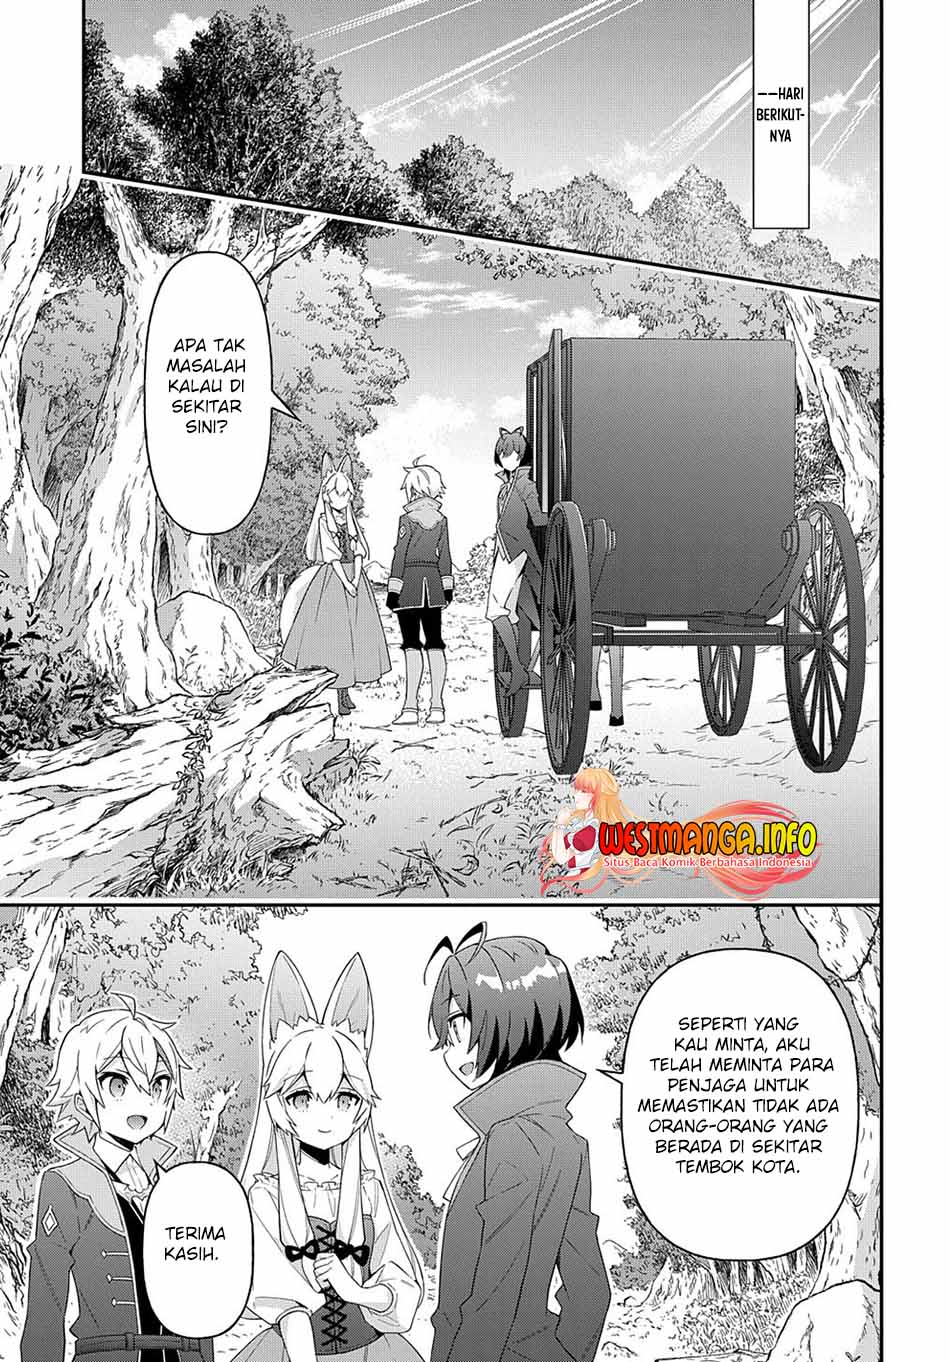 ––HARI
BERIKUT-
NYA
APA TAK
MASALAH
KALAU DI
SEKITAR
SINI?
WESTMANGA.INFO
Situs Baca Komik Berbahasa Indonesia
SEPERTI YANG
KAU MINTA, AKU
TELAH MEMINTA PARA
PENJAGA UNTUK
MEMASTIKAN TIDAK ADA
ORANG-ORANG YANG
BERADA DI SEKITAR
TEMBOK KOTA.
TERIMA
KASIH.